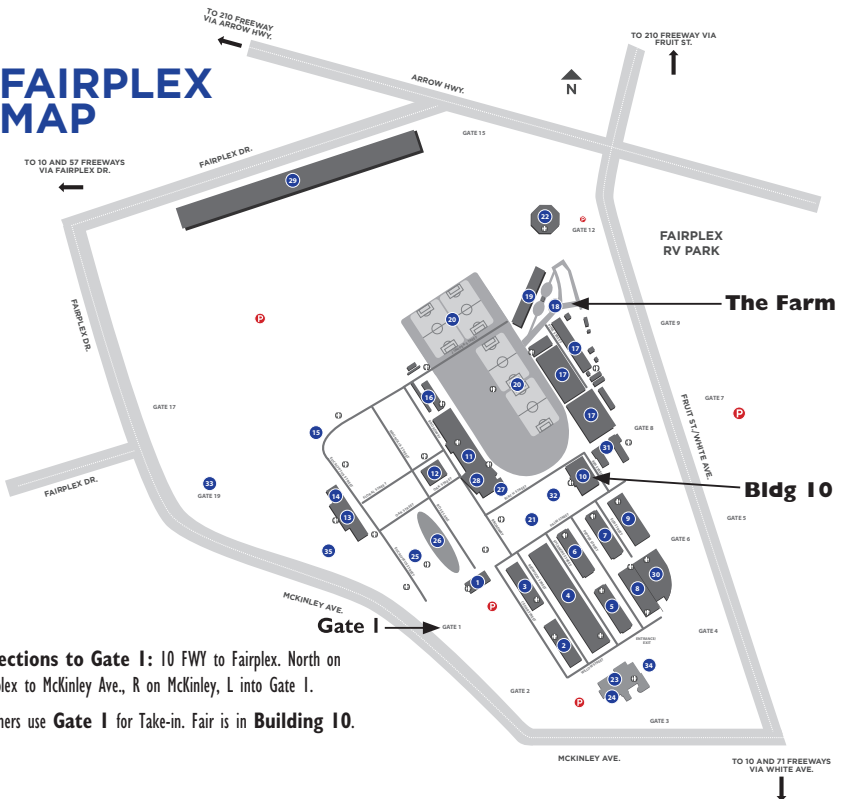 TO 210 FREEWAY
VIA ARROW HWY.
TO 210 FREEWAY VIA
FRUIT ST.
FAIRPLEX
MAP
N
ARROW HWY.
GATE 15
TO 10 AND 57 FREEWAYS
VIA FAIRPLEX DR.
FAIRPLEX DR.
29
22
P
GATE 12
FAIRPLEX
RV PARK
19
18
The Farm
FAIRPLEX DR.
P
20
GATE 9
17
17
20
FRUIT ST./WHITE AVE.
16
GATE 17
GATE 7
P
17
15
GATE 8
11
31
12
28
10
27
32
Bldg 10
33
GATE 19
14
13
21
9
GATE 5
26
7
GATE 6
35
25
6
1
3
4
30
8
5
MCKINLEY AVE.
P
Gate 1
GATE 1
GATE 4
2
ENTRANCE/
EXIT
ections to Gate 1: 10 FWY to Fairplex. North on
plex to McKinley Ave., R on McKinley, L into Gate 1.
34
23
24
GATE 2
P
GATE 3
ners use Gate 1 for Take-in. Fair is in Building 10.
FAIRPLEX DR.
MCKINLEY AVE.
TO 10 AND 71 FREEWAYS
VIA WHITE AVE.